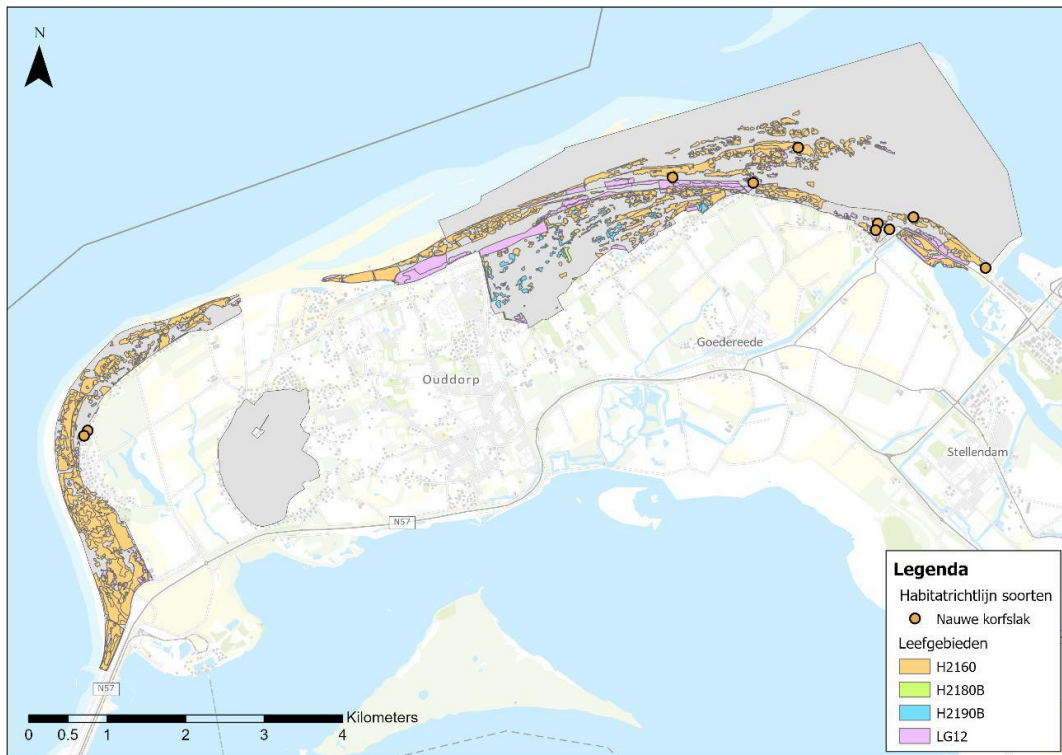 N
Goedereede
Ouddorp
Stellendam
N57
N57
Kilometers
0 0.5 1 2 3 4
Legenda
Habitatrichtlijn soorten
Nauwe korfslak
Leefgebieden
H2160
H2180B
H2190B
LG12